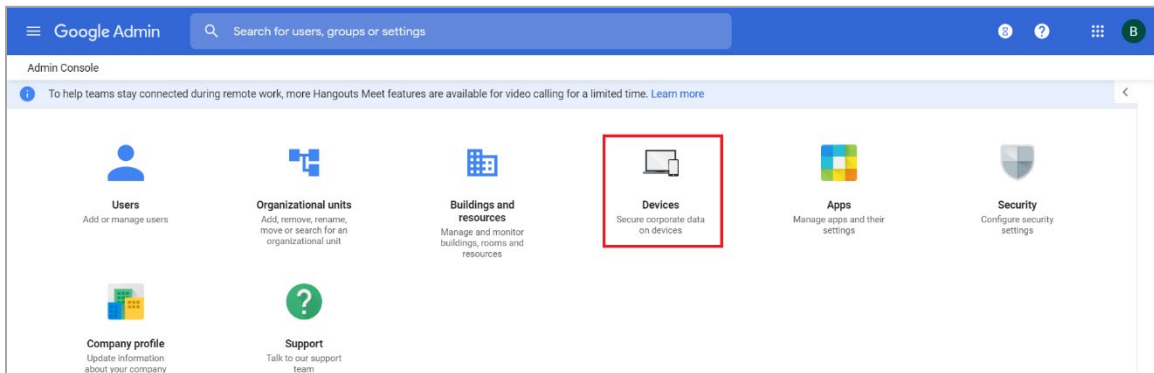 Google Admin
Search for users, groups or settings
8
?
B
Admin Console
To help teams stay connected during remote work, more Hangouts Meet features are available for video calling for a limited time. Learn more
Users
Add or manage users
Organizational units
Add, remove, rename,
move or search for an
organizational unit
Buildings and
resources
Manage and monitor
buildings, rooms and
resources
Devices
Secure corporate data
on devices
Apps
Manage apps and their
settings
Security
Configure security
settings
Company profile
Update information
about your company
?
Support
Talk to our support
team